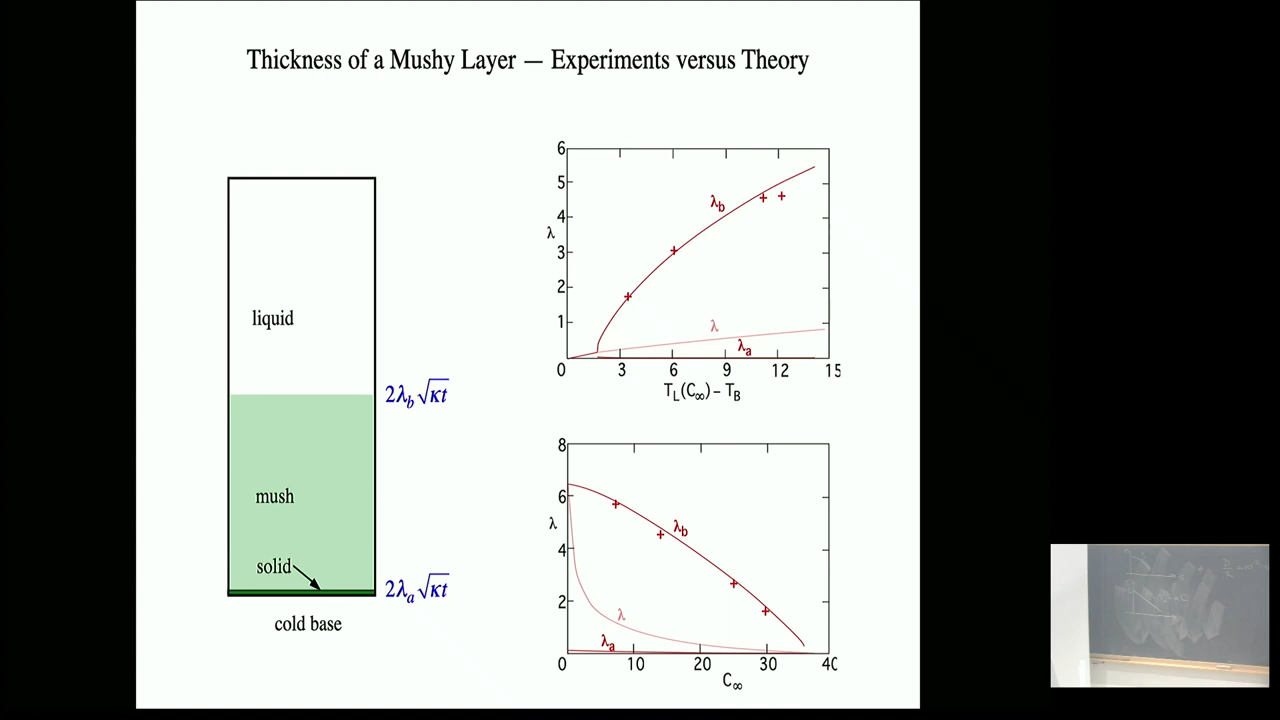 Thickness of a Mushy Layer — Experiments versus Theory
liquid
mush
solid
cold base
2λb√κt
2λa√κt
6
5
4
3
2
1
λ
λb
λ
λa
0 3 6 9 12 15
TL(C∞) – TB
8
6
4
2
λ
λb
λ
λa
0 10 20 30 40
C∞